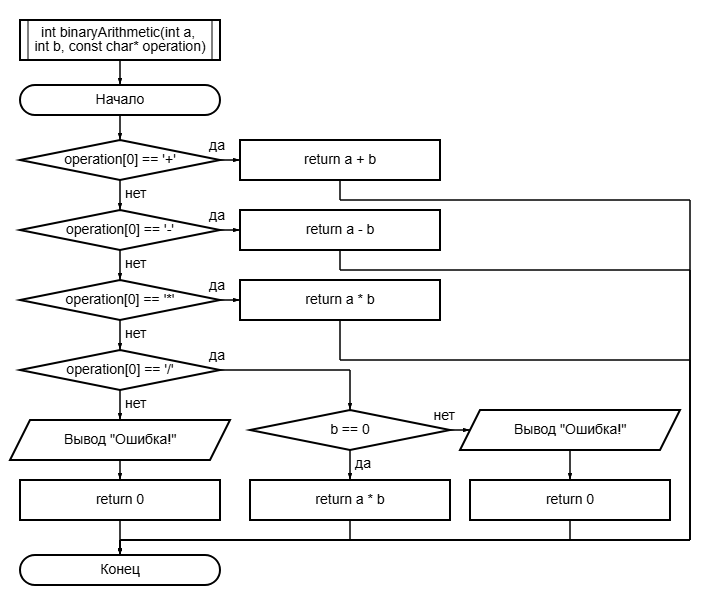 int binaryArithmetic(int a,
int b, const char* operation)
Начало
operation[0] == '+'
да
return a + b
нет
operation[0] == '-'
да
return a - b
нет
operation[0] == '*'
да
return a * b
нет
operation[0] == '/'
да
нет
Вывод "Ошибка!"
b == 0
нет
Вывод "Ошибка!"
да
return 0
return a * b
return 0
Конец